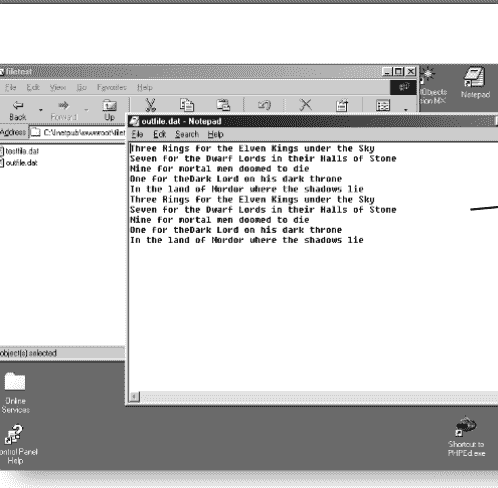 filetest
File Edit View Go Favorites Help
Back Forward Up
Address C:\Inetpub\wwwroot\filet
testfile.dat
outfile.dat
object(s) selected
Online Services
ontrol Panel Help
Objects
tion MX
Notepad
outfile.dat - Notepad
File Edit Search Help
Three Rings for the Elven Kings under the Sky
Seven for the Dwarf Lords in their Halls of Stone
Nine for mortal men doomed to die
One for theDark Lord on his dark throne
In the land of Mordor where the shadows lie
Three Rings for the Elven Kings under the Sky
Seven for the Dwarf Lords in their Halls of Stone
Nine for mortal men doomed to die
One for theDark Lord on his dark throne
In the land of Mordor where the shadows lie
Shortcut to
PHPEd.exe